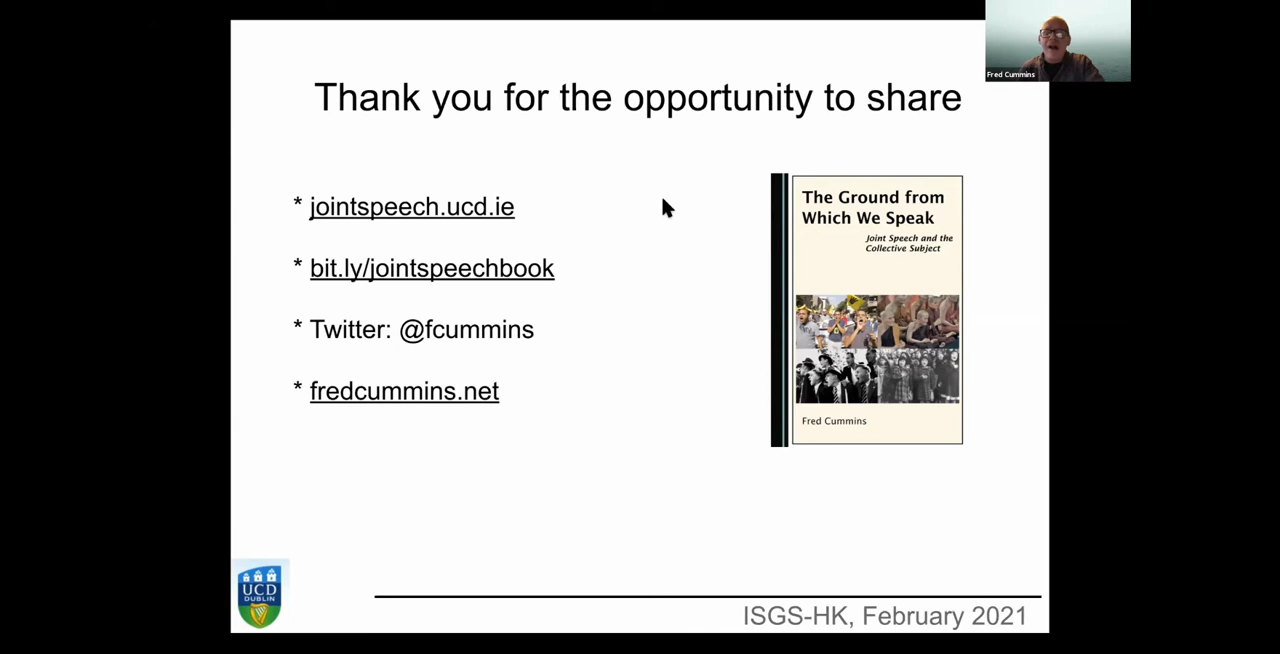 Fred Cummins
Thank you for the opportunity to share
* jointspeech.ucd.ie
* bit.ly/jointspeechbook
* Twitter: @fcummins
* fredcummins.net
The Ground from
Which We Speak
Joint Speech and the
Collective Subject
Fred Cummins
UCD
DUBLIN
ISGS-HK, February 2021